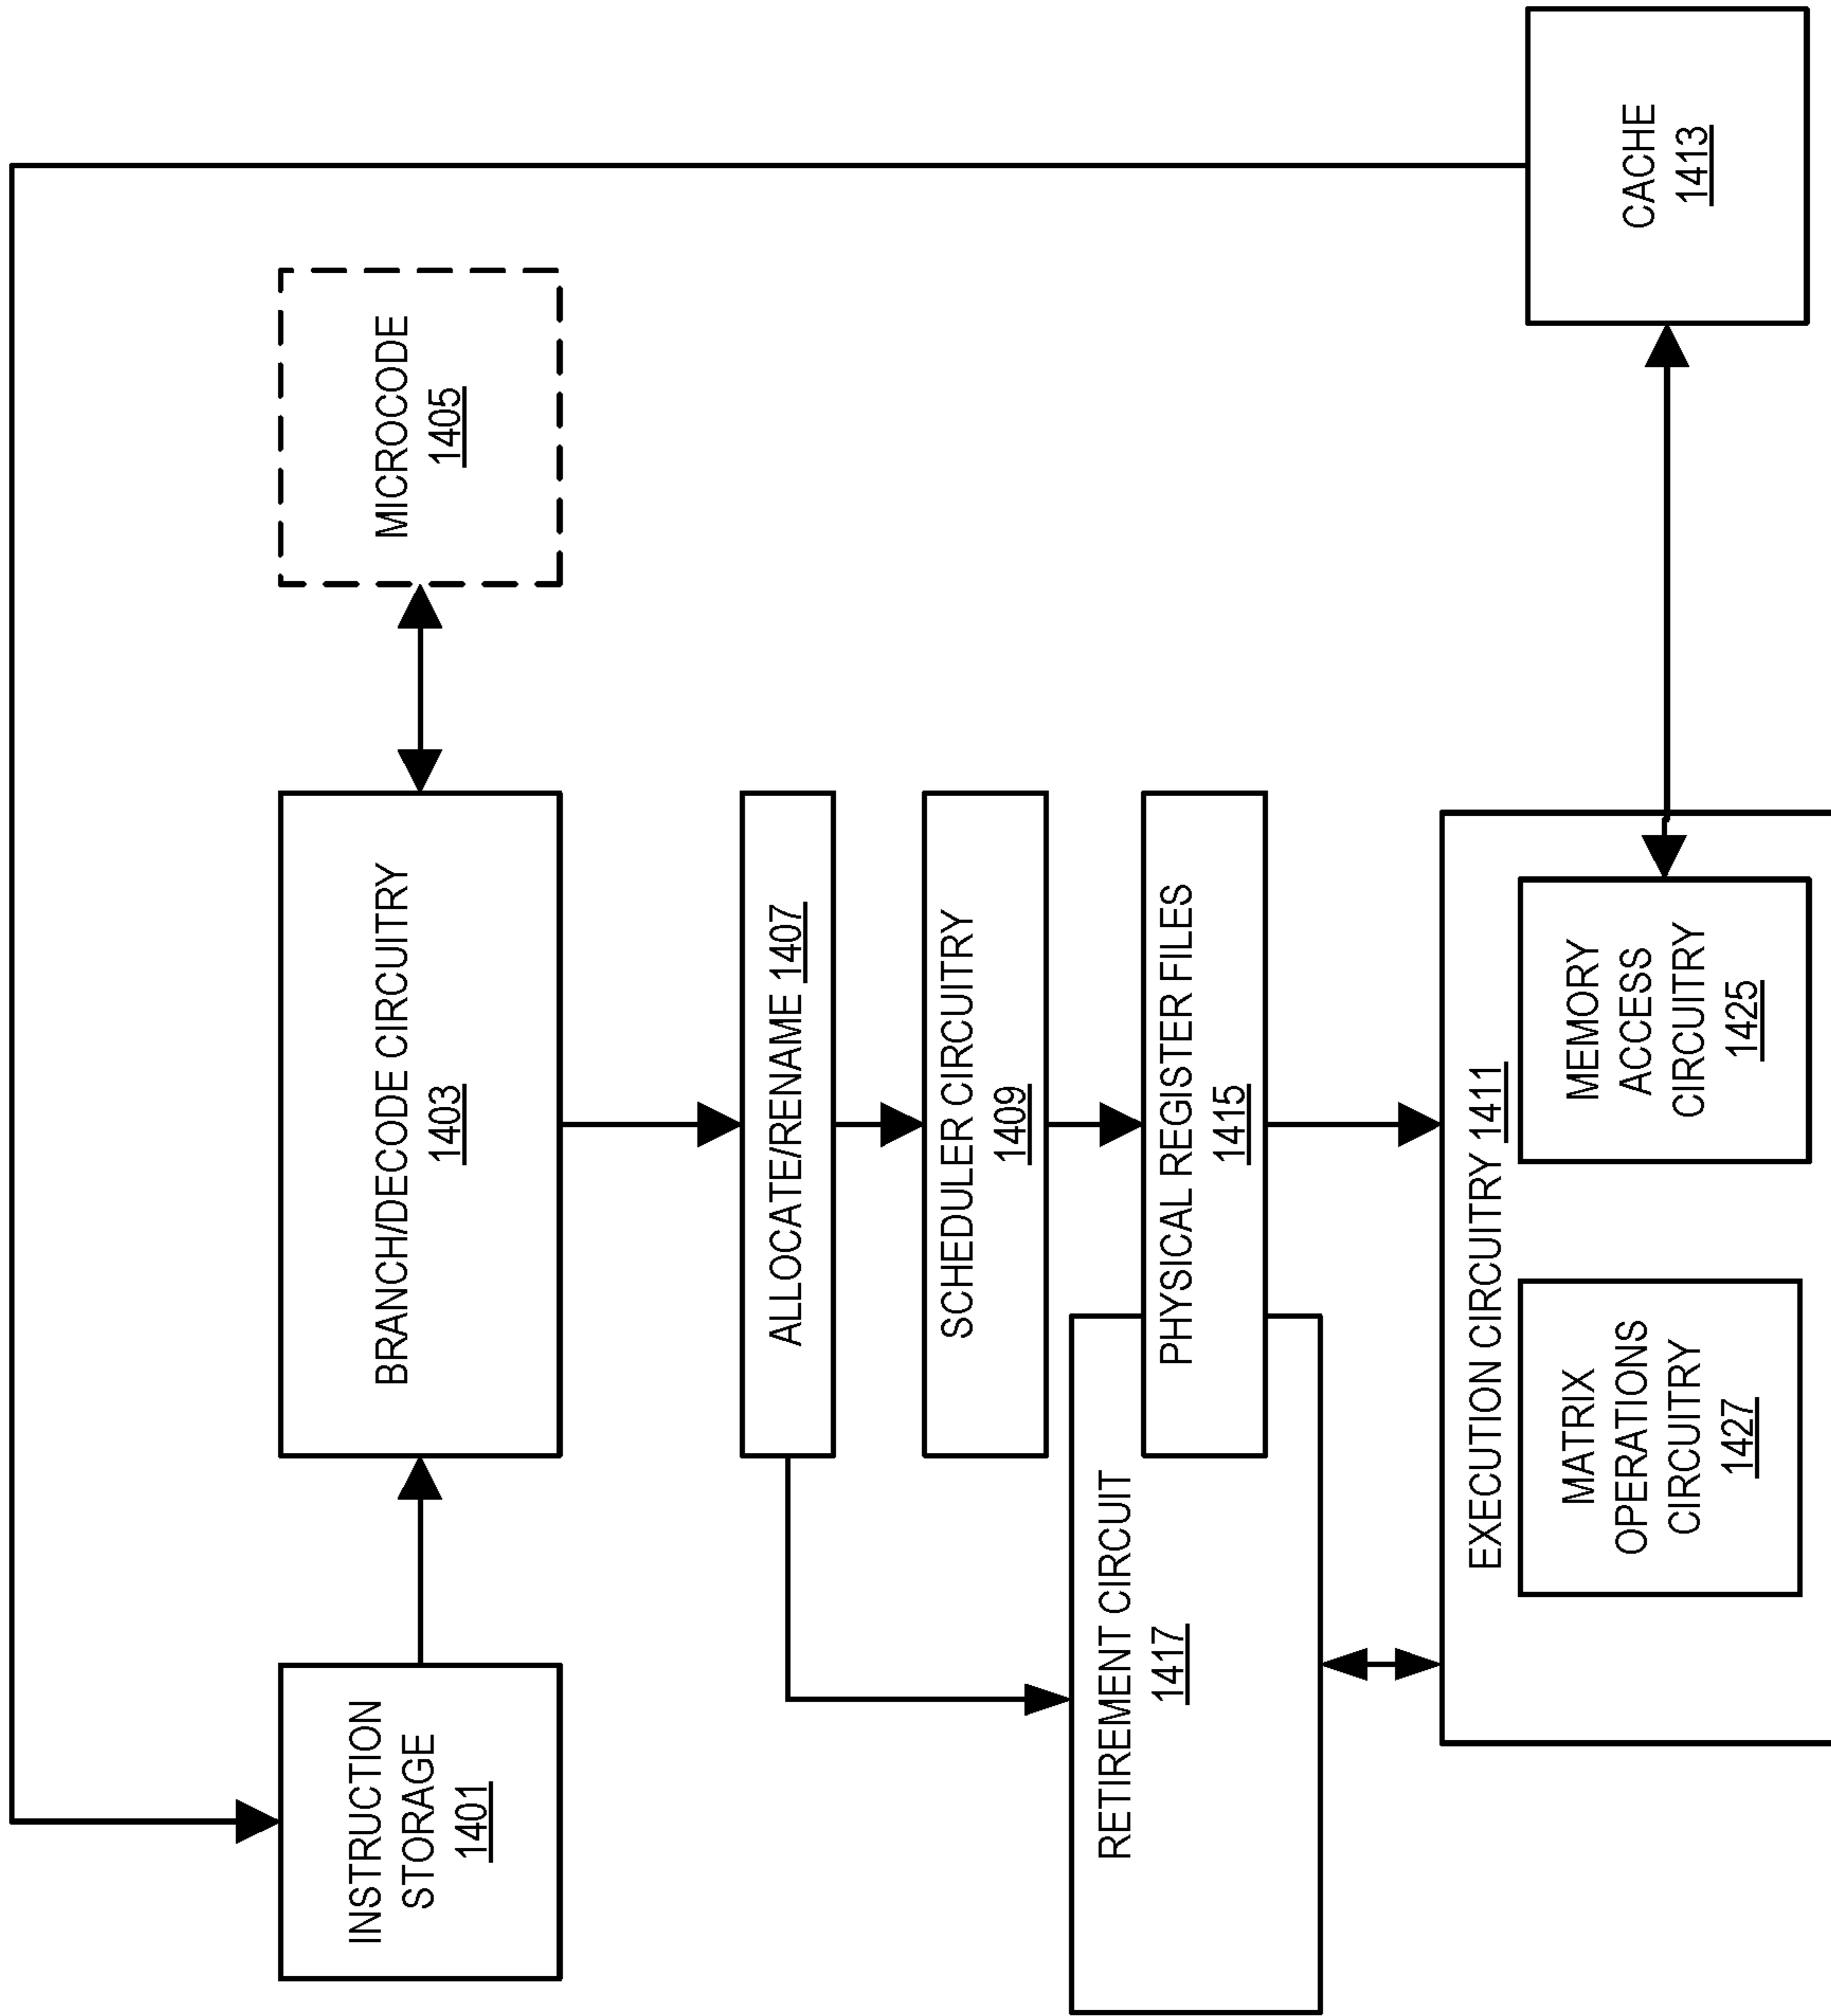 INSTRUCTION
STORAGE
1401
BRANCH/DECODE CIRCUITRY
1403
MICROCODE
1405
ALLOCATE/RENAME 1407
SCHEDULER CIRCUITRY
1409
RETIREMENT CIRCUIT
1417
PHYSICAL REGISTER FILES
1415
EXECUTION CIRCUITRY 1411
MATRIX
OPERATIONS
CIRCUITRY
1427
MEMORY
ACCESS
CIRCUITRY
1425
CACHE
1413